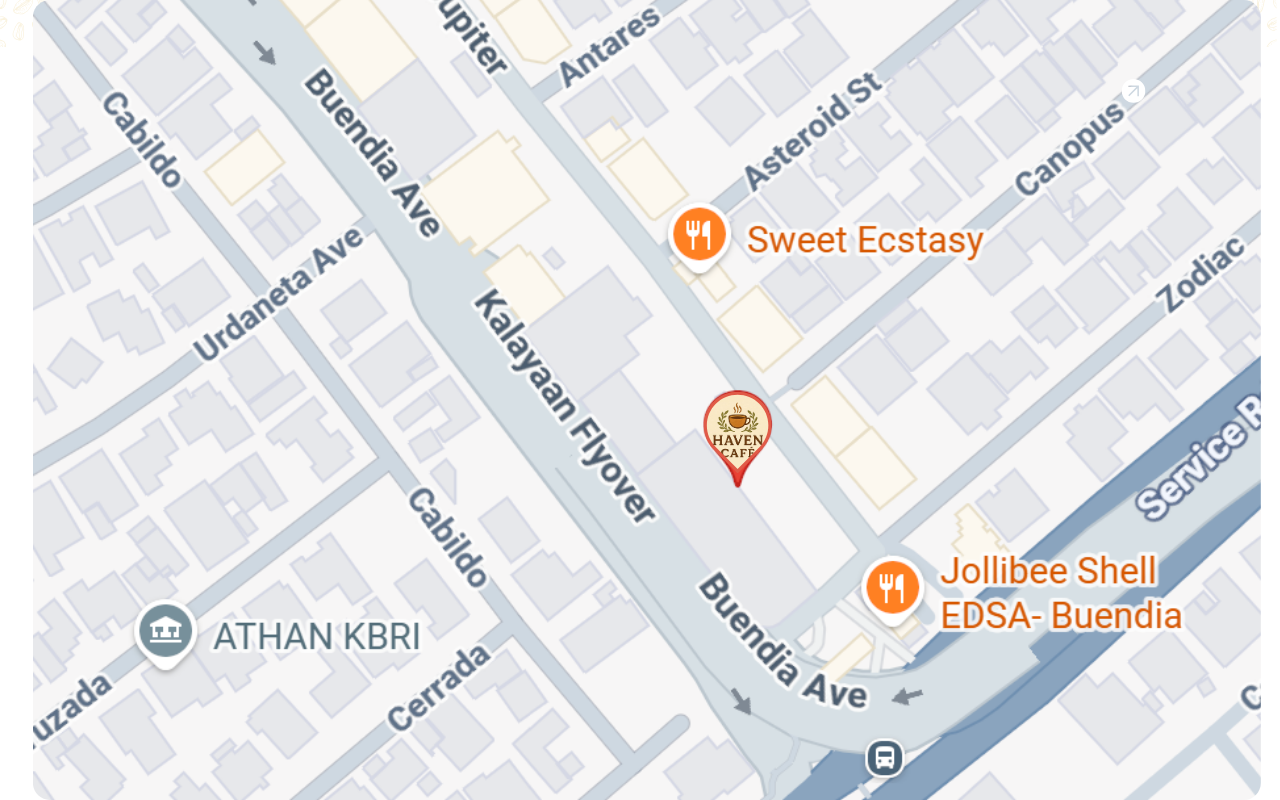 Jupiter
Antares
Buendia Ave
Cabildo
Asteroid St
Canopus
Sweet Ecstasy
Urdaneta Ave
Zodiac
Kalayaan Flyover
HAVEN
CAFÉ
Service R
Cabildo
Jollibee Shell
EDSA- Buendia
ATHAN KBRI
Buendia Ave
Cerrada
uzada